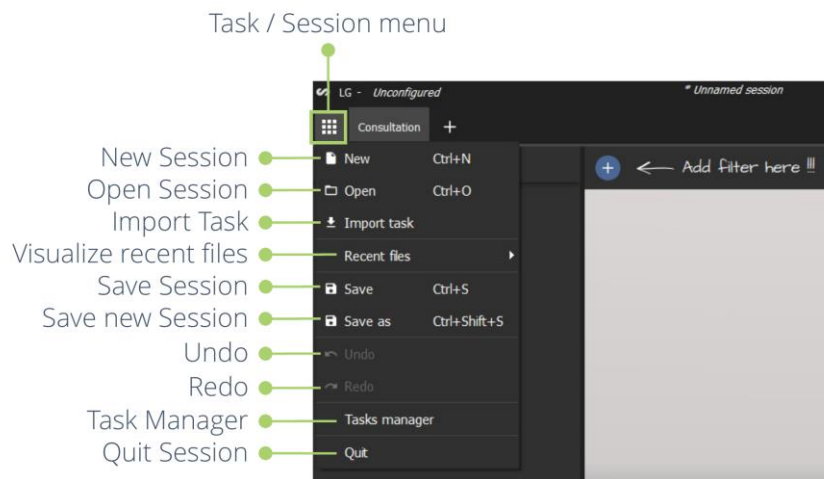 Task / Session menu
LG - Unconfigured
* Unnamed session
Consultation +
New Session
New Ctrl+N
+ Add filter here !!!
Open Session
Open Ctrl+O
Import Task
Import task
Visualize recent files
Recent files
Save Session
Save Ctrl+S
Save new Session
Save as Ctrl+Shift+S
Undo
Undo
Redo
Redo
Task Manager
Tasks manager
Quit Session
Quit